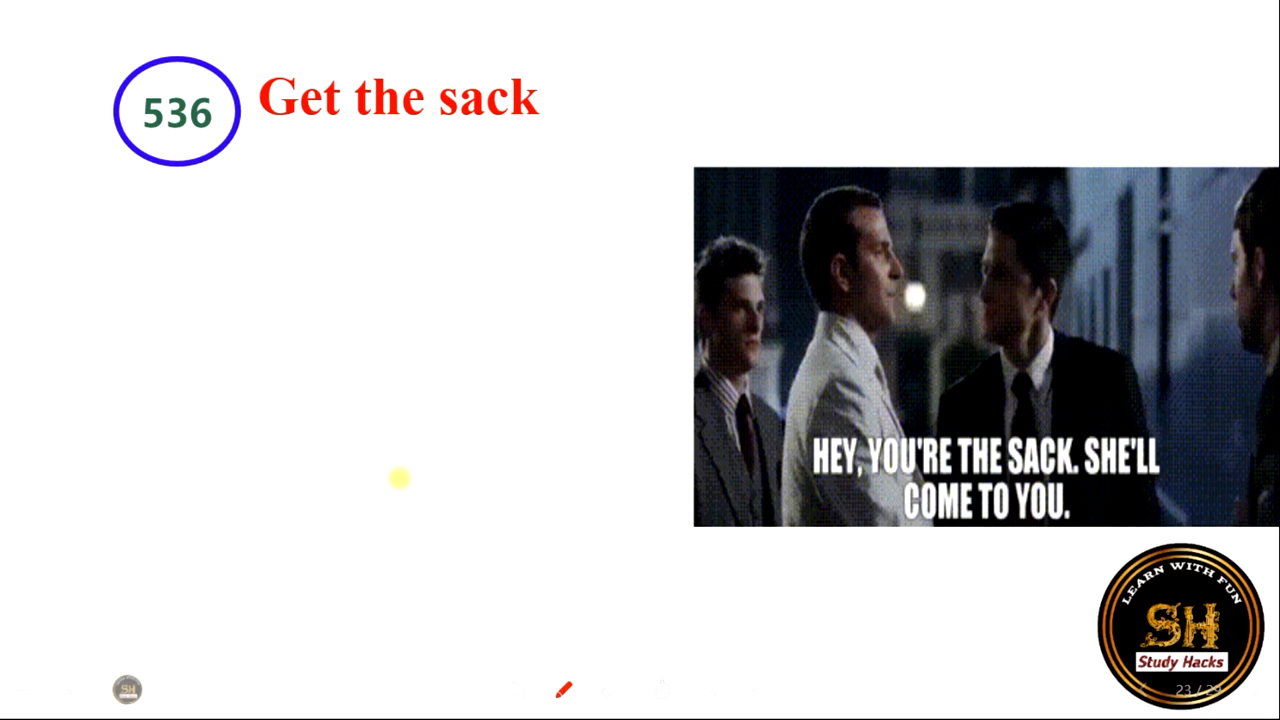 536
Get the sack
HEY, YOU'RE THE SACK. SHE'LL
COME TO YOU.
LEARN WITH FUN
SH
Study Hacks
SH